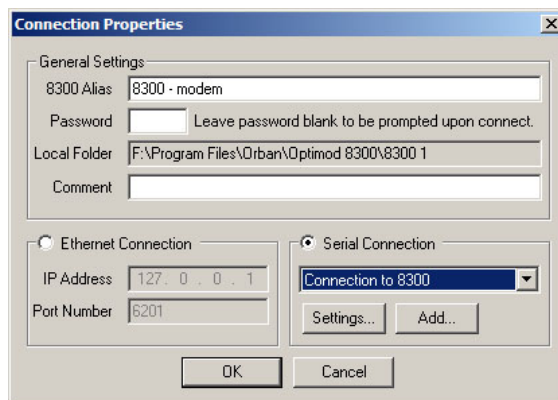 Connection Properties
General Settings
8300 Alias 8300 - modem
Password Leave password blank to be prompted upon connect.
Local Folder F:\Program Files\Orban\Optimod 8300\8300 1
Comment
Ethernet Connection
IP Address 127. 0 . 0 . 1
Port Number 6201
Serial Connection
Connection to 8300
Settings... Add...
OK Cancel